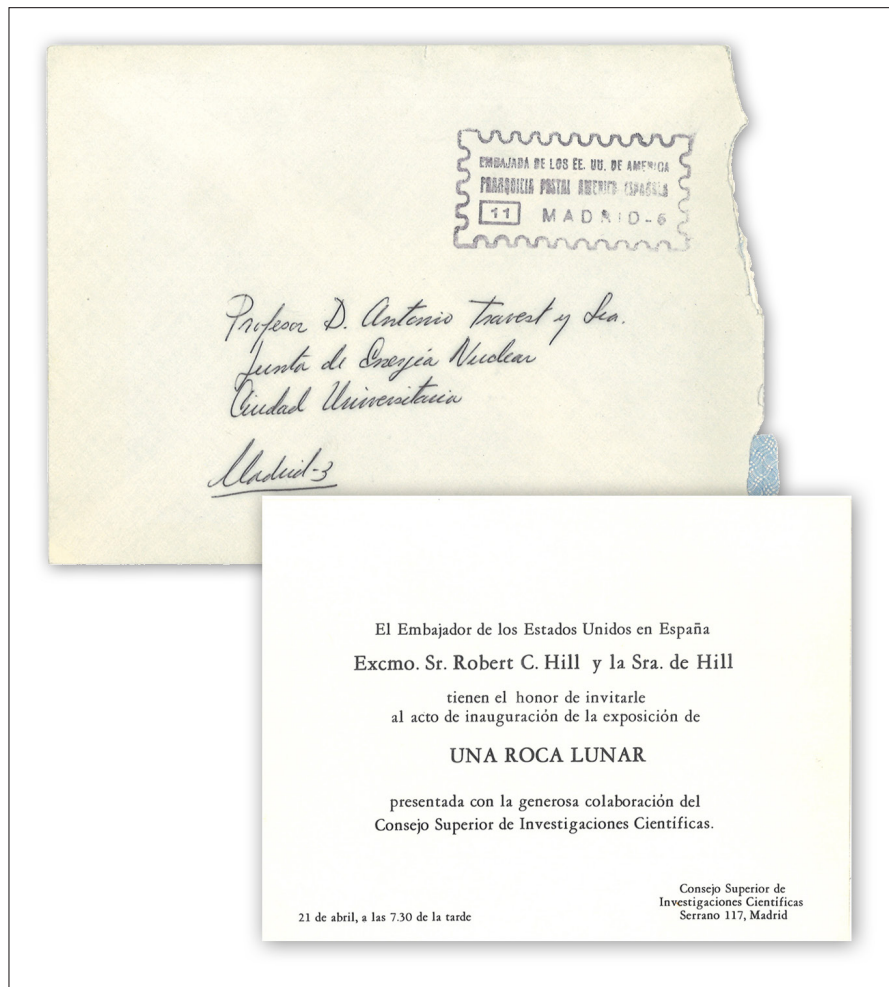 EMBAJADA DE LOS EE. UU. DE AMERICA
FRANQUICIA POSTAL AMERICO ESPAÑOLA
11 MADRID-6
Profesor D. Antonio Travest y Sra.
Junta de Energía Nuclear
Ciudad Universitaria
Madrid-3
El Embajador de los Estados Unidos en España
Excmo. Sr. Robert C. Hill y la Sra. de Hill
tienen el honor de invitarle
al acto de inauguración de la exposición de
UNA ROCA LUNAR
presentada con la generosa colaboración del
Consejo Superior de Investigaciones Científicas.
21 de abril, a las 7.30 de la tarde
Consejo Superior de
Investigaciones Científicas
Serrano 117, Madrid